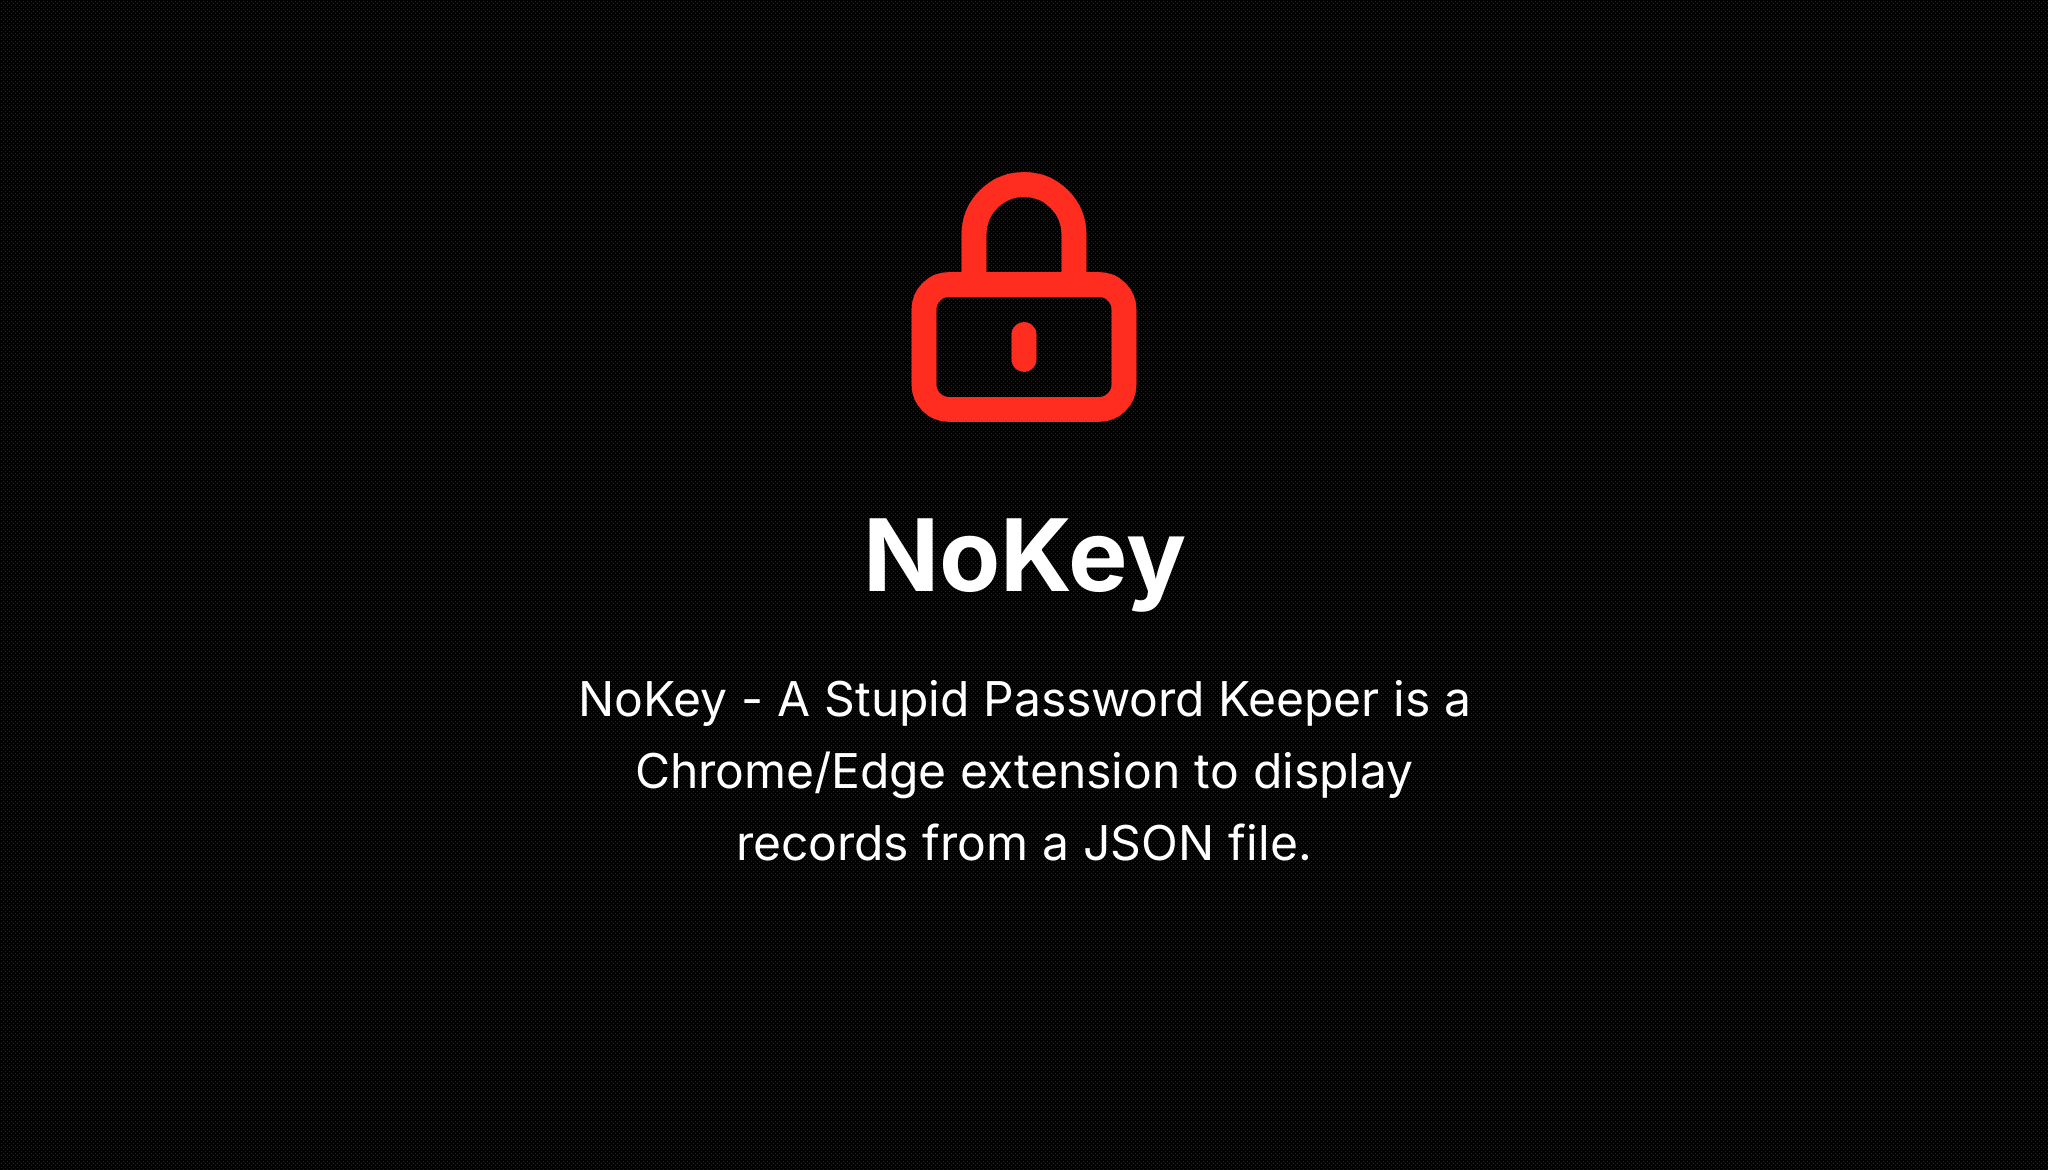 NoKey
NoKey - A Stupid Password Keeper is a
Chrome/Edge extension to display
records from a JSON file.